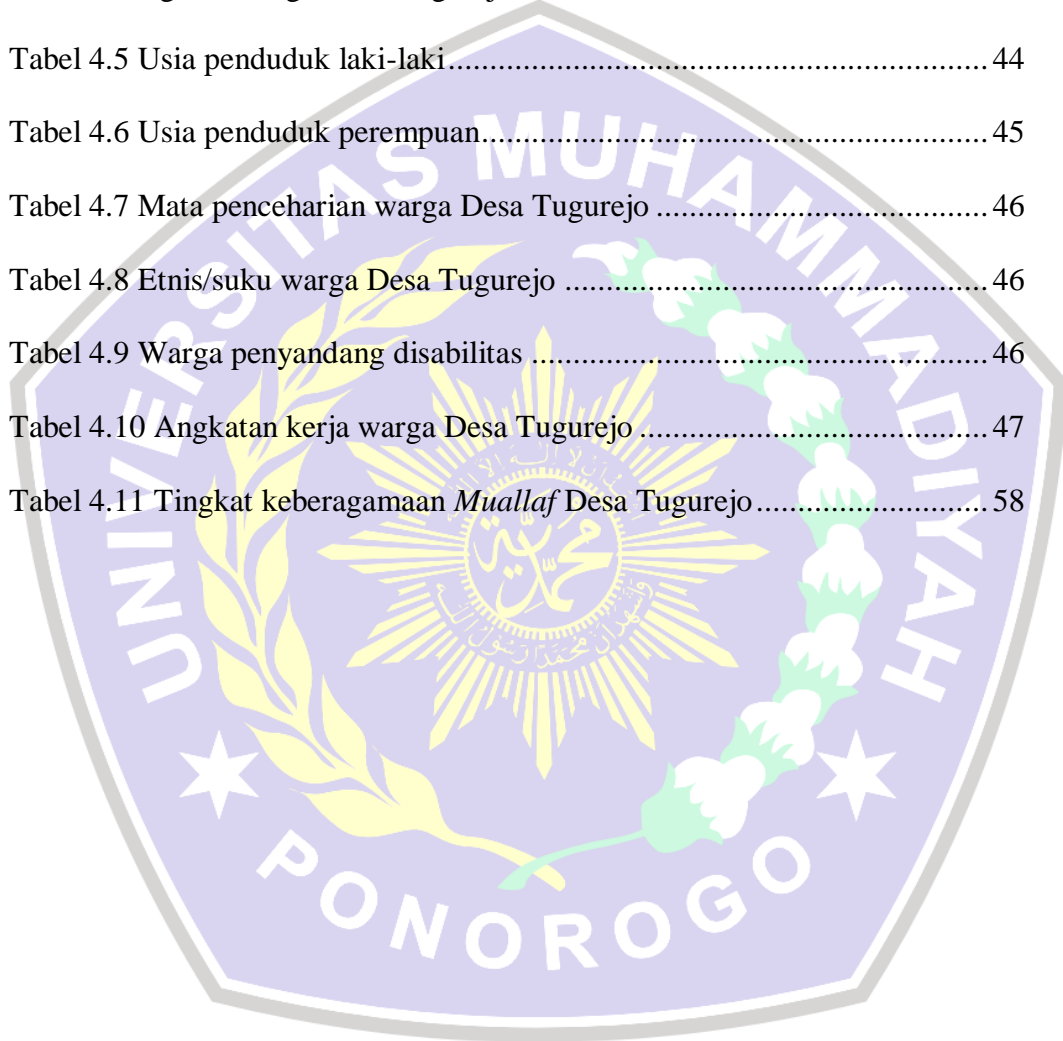 Tabel 4.5 Usia penduduk laki-laki.................................................................. 44
Tabel 4.6 Usia penduduk perempuan.............................................................. 45
Tabel 4.7 Mata penceharian warga Desa Tugurejo ........................................ 46
Tabel 4.8 Etnis/suku warga Desa Tugurejo ................................................... 46
Tabel 4.9 Warga penyandang disabilitas ....................................................... 46
Tabel 4.10 Angkatan kerja warga Desa Tugurejo .......................................... 47
Tabel 4.11 Tingkat keberagamaan Muallaf Desa Tugurejo............................ 58
UNIVERSITAS MUHAMMADIYAH
PONOROGO